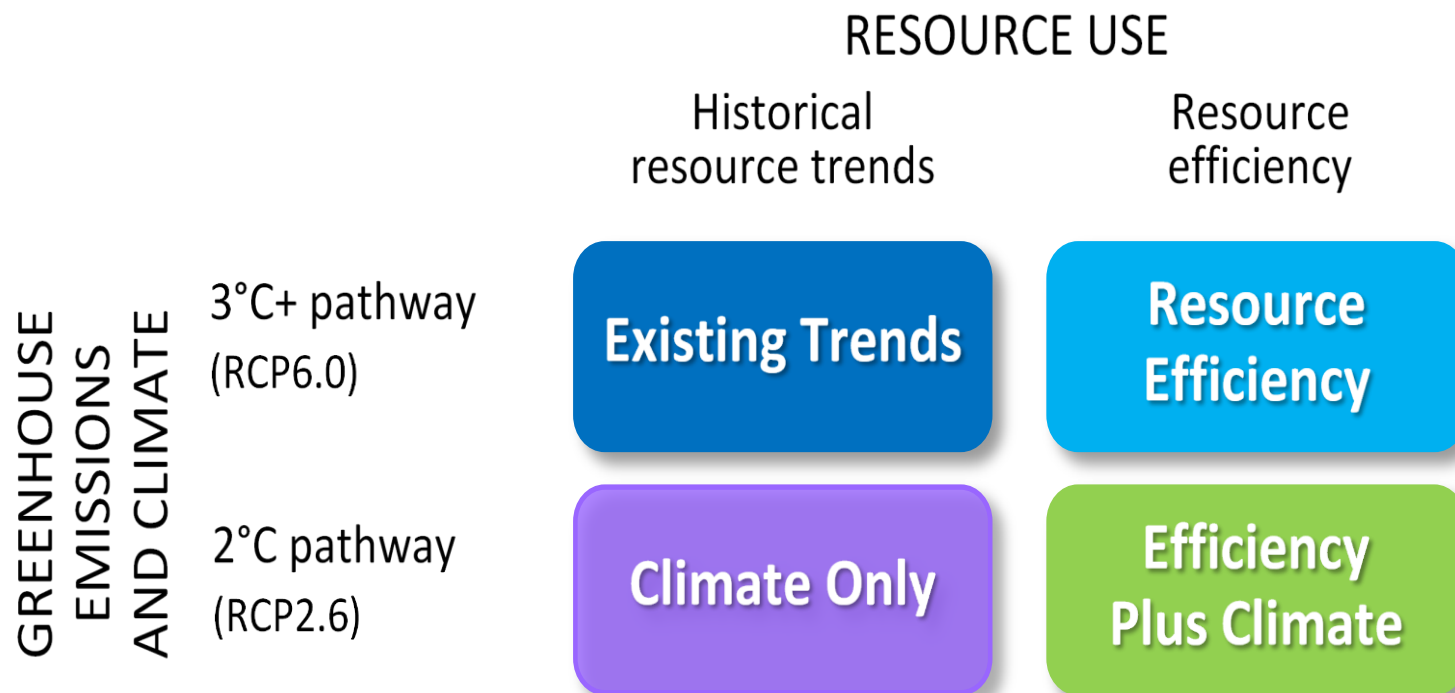 RESOURCE USE
Historical
resource trends
Resource
efficiency
GREENHOUSE
EMISSIONS
AND CLIMATE
3°C+ pathway
(RCP6.0)
Existing Trends
Resource
Efficiency
2°C pathway
(RCP2.6)
Climate Only
Efficiency
Plus Climate